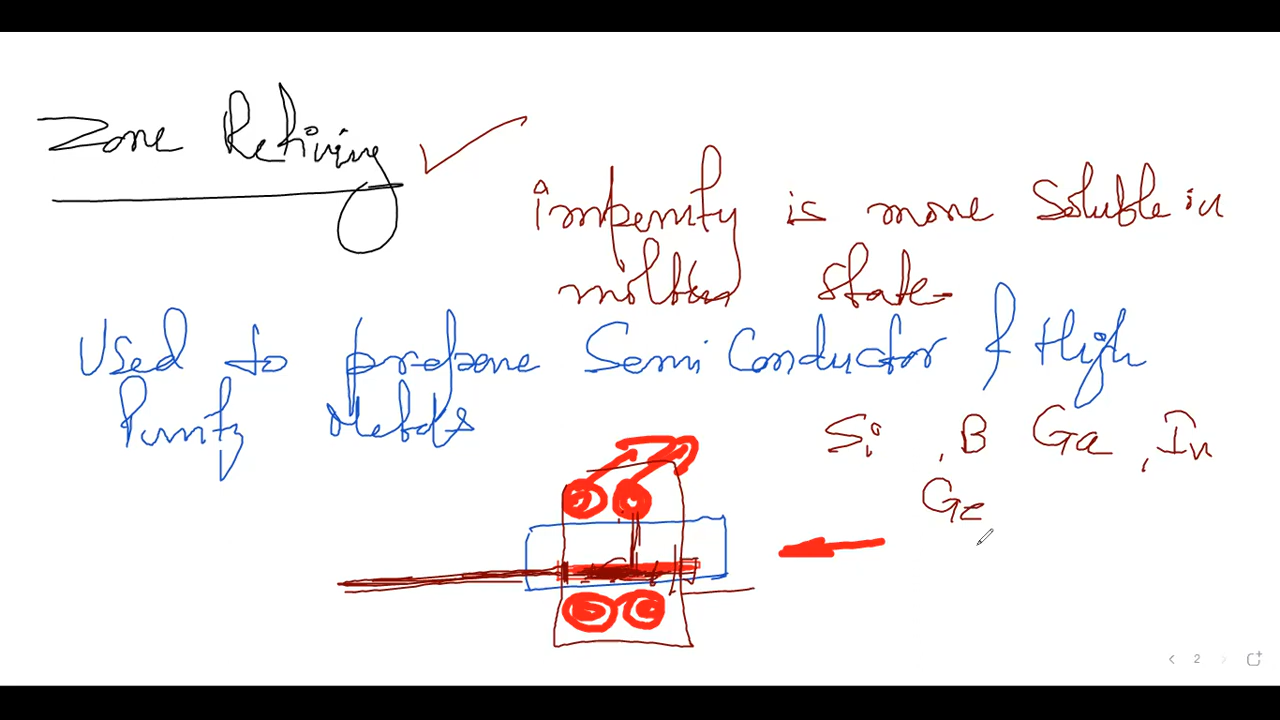 Zone Refining
impurity is more Soluble in
molten state-
Used to prepare Semi Conductor & High
Purity Metals
Si, B Ga, In
Ge
2